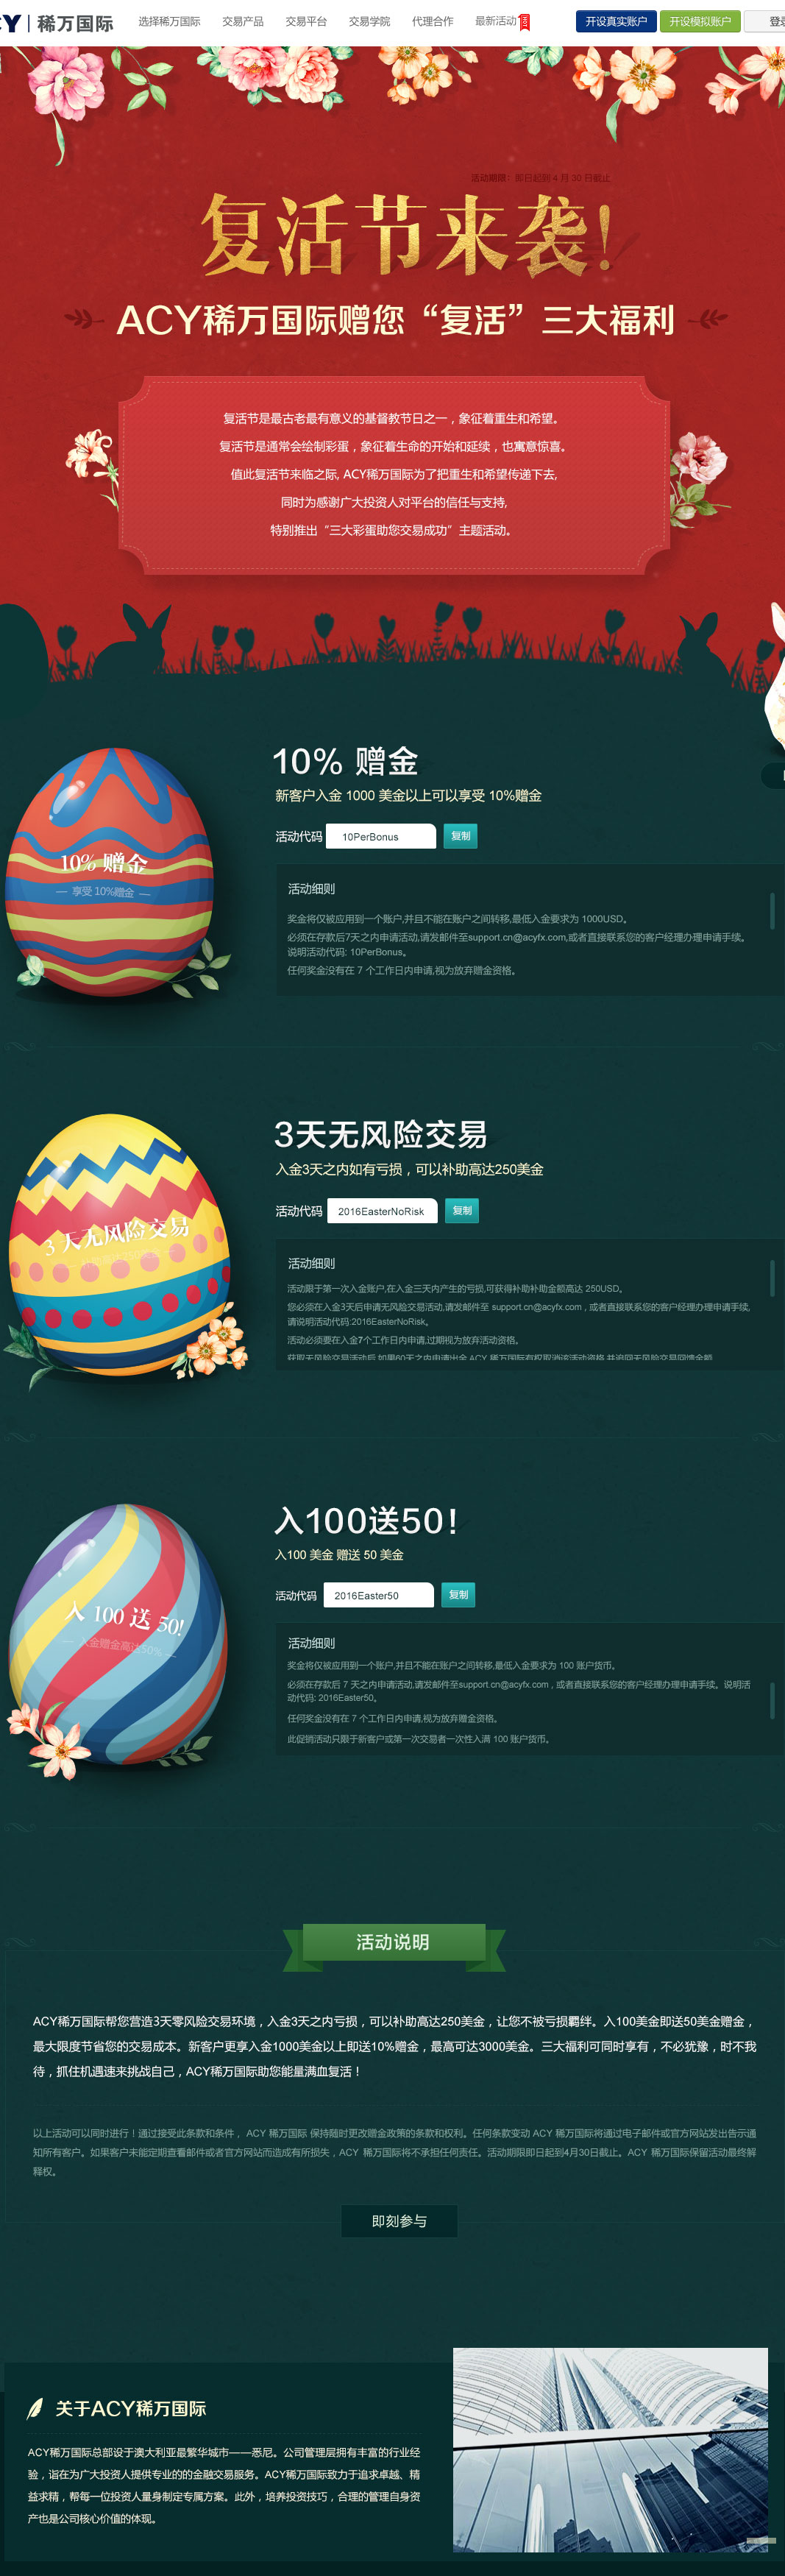 CY | 稀万国际
选择稀万国际 交易产品 交易平台 交易学院 代理合作 最新活动 开设真实账户 开设模拟账户 登录
活动期限：即日起到 4 月 30 日截止
复活节来袭!
ACY稀万国际赠您“复活”三大福利
复活节是最古老最有意义的基督教节日之一，象征着重生和希望。
复活节是通常会绘制彩蛋，象征着生命的开始和延续，也寓意惊喜。
值此复活节来临之际, ACY稀万国际为了把重生和希望传递下去,
同时为感谢广大投资人对平台的信任与支持,
特别推出“三大彩蛋助您交易成功”主题活动。
10% 赠金
新客户入金 1000 美金以上可以享受 10%赠金
活动代码 10PerBonus 复制
10% 赠金
— 享受 10%赠金 —
活动细则
奖金将仅被应用到一个账户,并且不能在账户之间转移,最低入金要求为 1000USD。
必须在存款后7天之内申请活动,请发邮件至support.cn@acyfx.com,或者直接联系您的客户经理办理申请手续。
说明活动代码: 10PerBonus。
任何奖金没有在 7 个工作日内申请,视为放弃赠金资格。
3天无风险交易
入金3天之内如有亏损，可以补助高达250美金
活动代码 2016EasterNoRisk 复制
3 天无风险交易
活动细则
活动限于第一次入金账户,在入金三天内产生的亏损,可获得补助补助金额高达 250USD。
您必须在入金3天后申请无风险交易活动,请发邮件至 support.cn@acyfx.com , 或者直接联系您的客户经理办理申请手续,
请说明活动代码:2016EasterNoRisk。
活动必须要在入金7个工作日内申请,过期视为放弃活动资格。
获取无风险交易活动后,如果60天之内申请出金,ACY 稀万国际有权取消该活动资格,并追回无风险交易回馈金额
入100送50!
入100 美金 赠送 50 美金
活动代码 2016Easter50 复制
入 100 送 50!
— 入金赠金高达50% —
活动细则
奖金将仅被应用到一个账户,并且不能在账户之间转移,最低入金要求为 100 账户货币。
必须在存款后 7 天之内申请活动,请发邮件至support.cn@acyfx.com , 或者直接联系您的客户经理办理申请手续。说明活
动代码: 2016Easter50。
任何奖金没有在 7 个工作日内申请,视为放弃赠金资格。
此促销活动只限于新客户或第一次交易者一次性入满 100 账户货币。
活动说明
ACY稀万国际帮您营造3天零风险交易环境，入金3天之内亏损，可以补助高达250美金，让您不被亏损羁绊。入100美金即送50美金赠金，
最大限度节省您的交易成本。新客户更享入金1000美金以上即送10%赠金，最高可达3000美金。三大福利可同时享有，不必犹豫，时不我
待，抓住机遇速来挑战自己，ACY稀万国际助您能量满血复活！
以上活动可以同时进行！通过接受此条款和条件， ACY 稀万国际 保持随时更改赠金政策的条款和权利。任何条款变动 ACY 稀万国际将通过电子邮件或官方网站发出告示通
知所有客户。如果客户未能定期查看邮件或者官方网站而造成有所损失，ACY 稀万国际将不承担任何责任。活动期限即日起到4月30日截止。ACY 稀万国际保留活动最终解
释权。
即刻参与
关于ACY稀万国际
ACY稀万国际总部设于澳大利亚最繁华城市——悉尼。公司管理层拥有丰富的行业经
验，诣在为广大投资人提供专业的的金融交易服务。ACY稀万国际致力于追求卓越、精
益求精，帮每一位投资人量身制定专属方案。此外，培养投资技巧，合理的管理自身资
产也是公司核心价值的体现。